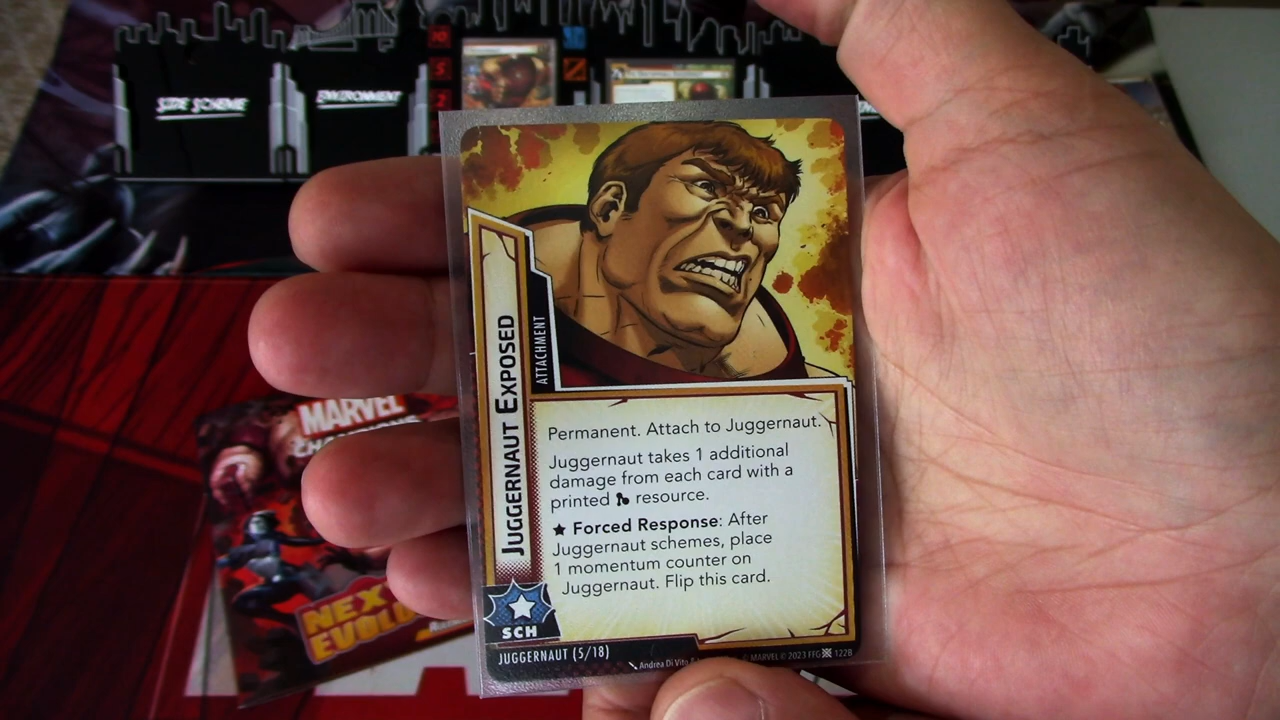 SIDE SCHEME
ENVIRONMENT
JUGGERNAUT EXPOSED
ATTACHMENT
Permanent. Attach to Juggernaut.
Juggernaut takes 1 additional
damage from each card with a
printed resource.
★ Forced Response: After
Juggernaut schemes, place
1 momentum counter on
Juggernaut. Flip this card.
SCH
JUGGERNAUT (5/18)
Andrea Di Vito
© MARVEL © 2023 FFG 122B
MARVEL
NEX
EVOL